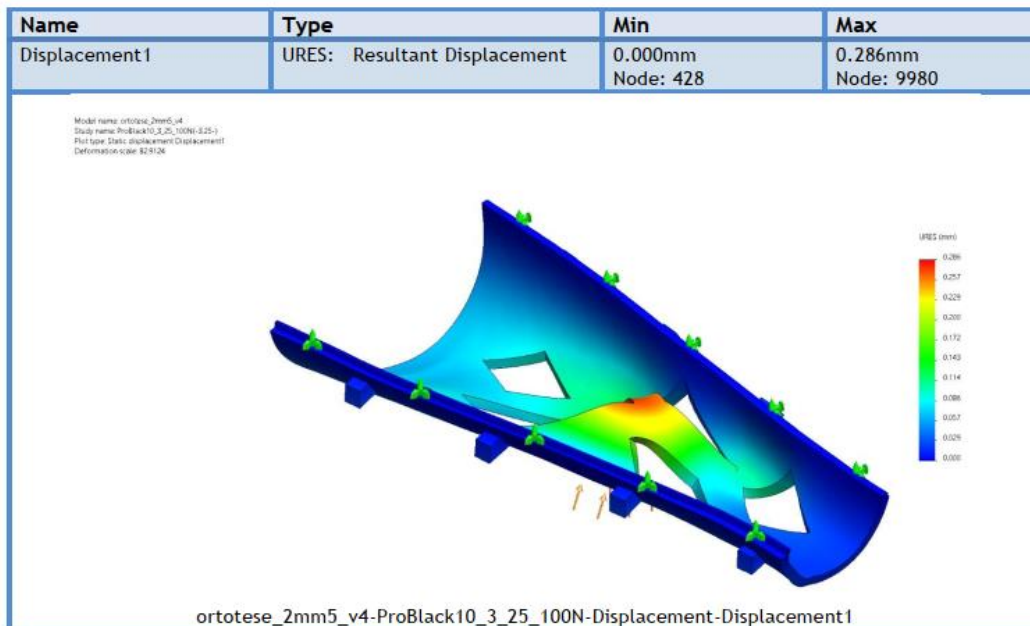 Name Type Min Max
Displacement1 URES: Resultant Displacement 0.000mm 0.286mm
Node: 428 Node: 9980
Model name: ortotese_2mm5_v4
Study name: ProBlack10_3_25_100N(-3.25-)
Plot type: Static displacement Displacement1
Deformation scale: 82.9124
URES (mm)
0.286
0.257
0.229
0.200
0.172
0.143
0.114
0.086
0.057
0.029
0.000
ortotese_2mm5_v4-ProBlack10_3_25_100N-Displacement-Displacement1